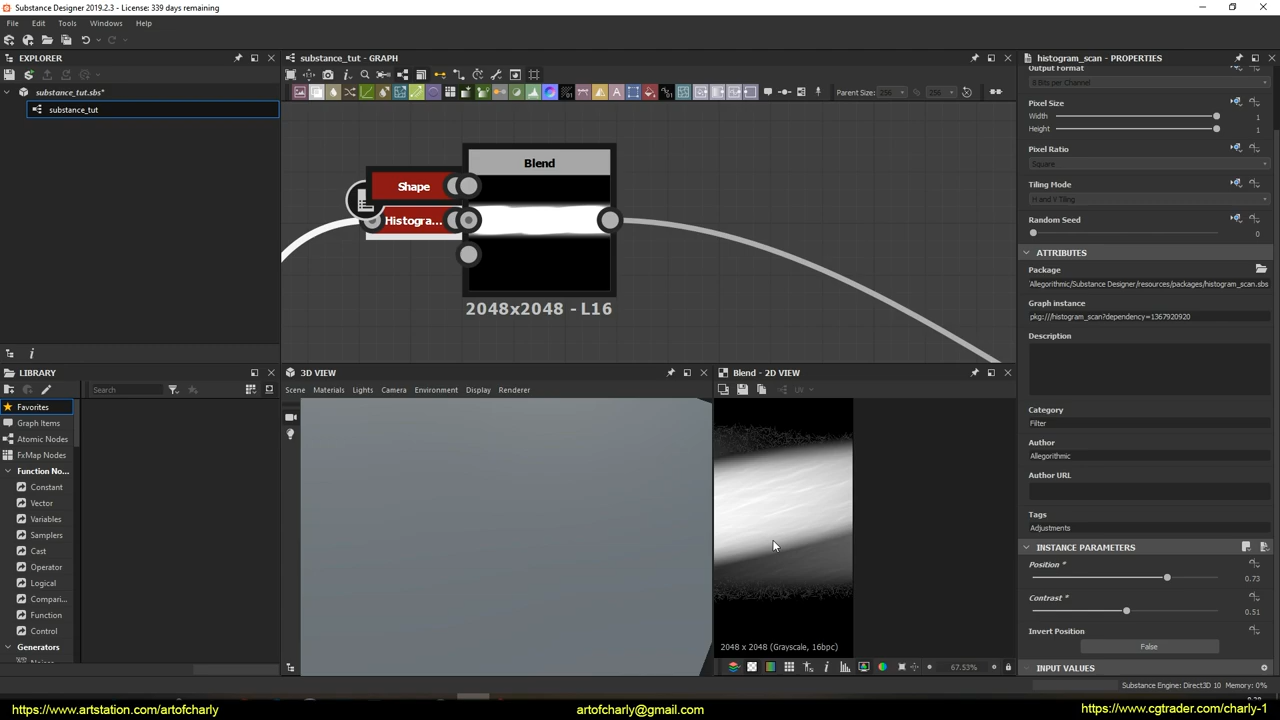 Substance Designer 2019.2.3 - License: 339 days remaining
File Edit Tools Windows Help
EXPLORER
substance_tut.sbs*
substance_tut
substance_tut - GRAPH
Parent Size: 256 256
Shape
Histogra...
Blend
2048x2048 - L16
histogram_scan - PROPERTIES
Output Format
8 Bits per Channel
Pixel Size
Width 1
Height 1
Pixel Ratio
Square
Tiling Mode
H and V Tiling
Random Seed
0
ATTRIBUTES
Package
Allegorithmic/Substance Designer/resources/packages/histogram_scan.sbs
Graph instance
pkg:///histogram_scan?dependency=1367920920
Description
Category
Filter
Author
Allegorithmic
Author URL
Tags
Adjustments
INSTANCE PARAMETERS
Position *
0.73
Contrast *
0.51
Invert Position
False
INPUT VALUES
LIBRARY
Search
Favorites
Graph Items
Atomic Nodes
FxMap Nodes
Function No...
Constant
Vector
Variables
Samplers
Cast
Operator
Logical
Compari...
Function
Control
Generators
3D VIEW
Scene Materials Lights Camera Environment Display Renderer
Blend - 2D VIEW
UV
2048 x 2048 (Grayscale, 16bpc)
67.53%
Substance Engine: Direct3D 10 Memory: 0%
https://www.artstation.com/artofcharly
artofcharly@gmail.com
https://www.cgtrader.com/charly-1